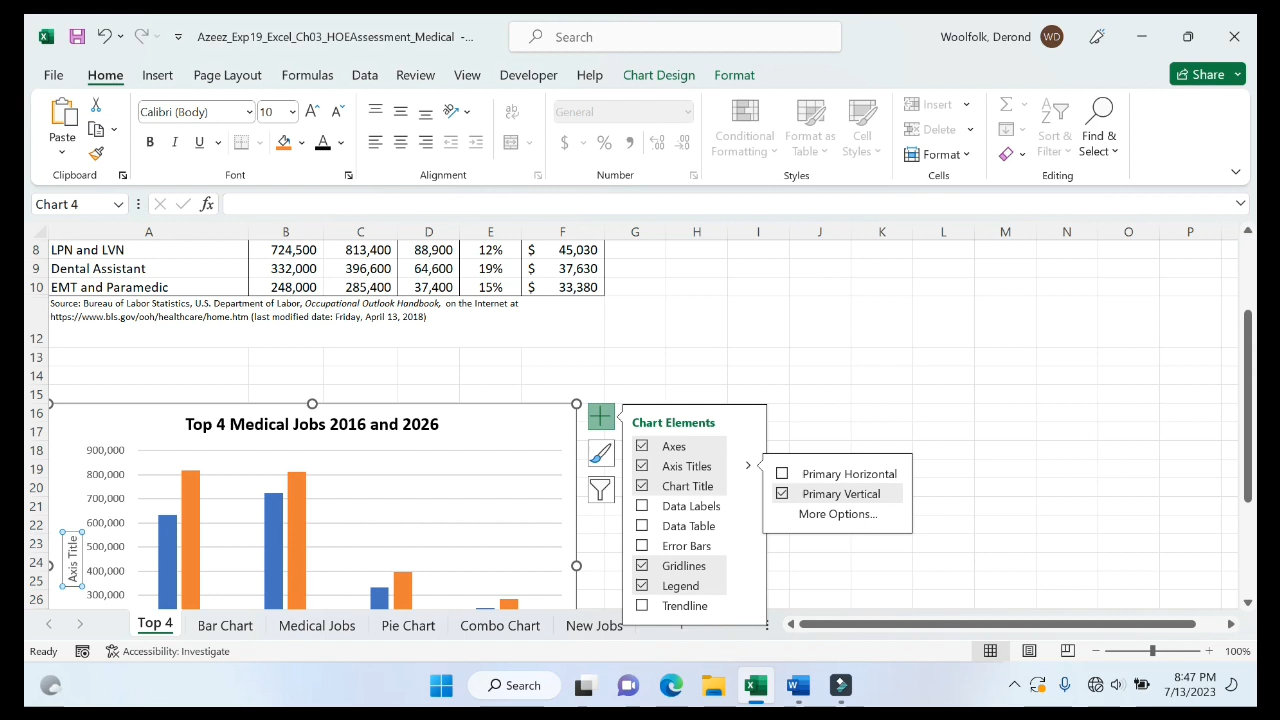 Azeez_Exp19_Excel_Ch03_HOEAssessment_Medical -... Search Woolfolk, Derond WD
File Home Insert Page Layout Formulas Data Review View Developer Help Chart Design Format Share
Calibri (Body) 10 General
Paste B I U A $ % Conditional Formatting Format as Table Cell Styles Insert Delete Format Sort & Filter Find & Select
Clipboard Font Alignment Number Styles Cells Editing
Chart 4 fx
A B C D E F G H I J K L M N O P
8 LPN and LVN 724,500 813,400 88,900 12% $ 45,030
9 Dental Assistant 332,000 396,600 64,600 19% $ 37,630
10 EMT and Paramedic 248,000 285,400 37,400 15% $ 33,380
Source: Bureau of Labor Statistics, U.S. Department of Labor, Occupational Outlook Handbook, on the Internet at
https://www.bls.gov/ooh/healthcare/home.htm (last modified date: Friday, April 13, 2018)
12
13
14
15
16
17
18
19
20
21
22
23
24
25
26
Top 4 Medical Jobs 2016 and 2026
900,000
800,000
700,000
600,000
500,000
400,000
300,000
Axis Title
Chart Elements
Axes
Axis Titles
Chart Title
Data Labels
Data Table
Error Bars
Gridlines
Legend
Trendline
Primary Horizontal
Primary Vertical
More Options...
Top 4 Bar Chart Medical Jobs Pie Chart Combo Chart New Jobs
Ready Accessibility: Investigate 100%
Search 8:47 PM
7/13/2023